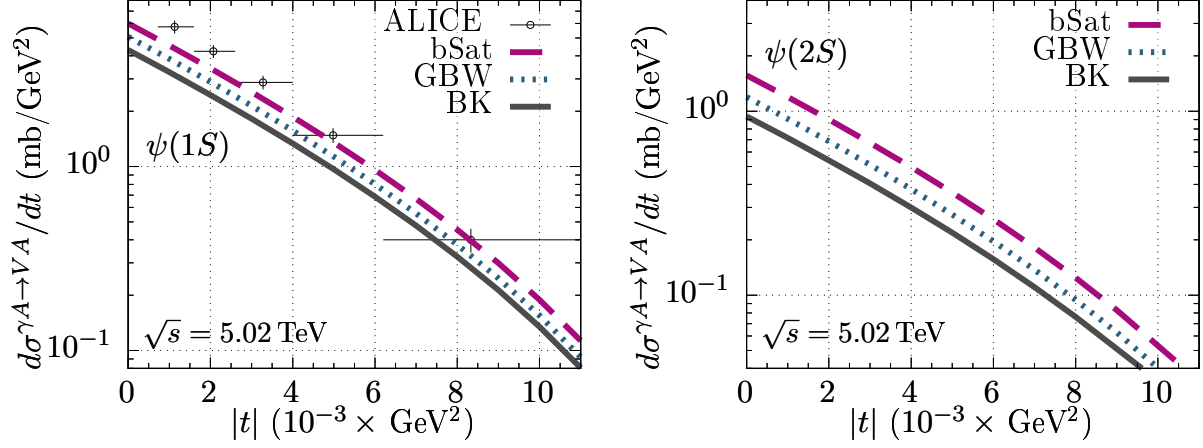 dσ^{γA→VA}/dt (mb/GeV²)
10⁰
10⁻¹
ALICE
bSat
GBW
BK
ψ(1S)
√s = 5.02 TeV
0 2 4 6 8 10
|t| (10⁻³ × GeV²)
dσ^{γA→VA}/dt (mb/GeV²)
10⁰
10⁻¹
bSat
GBW
BK
ψ(2S)
√s = 5.02 TeV
0 2 4 6 8 10
|t| (10⁻³ × GeV²)